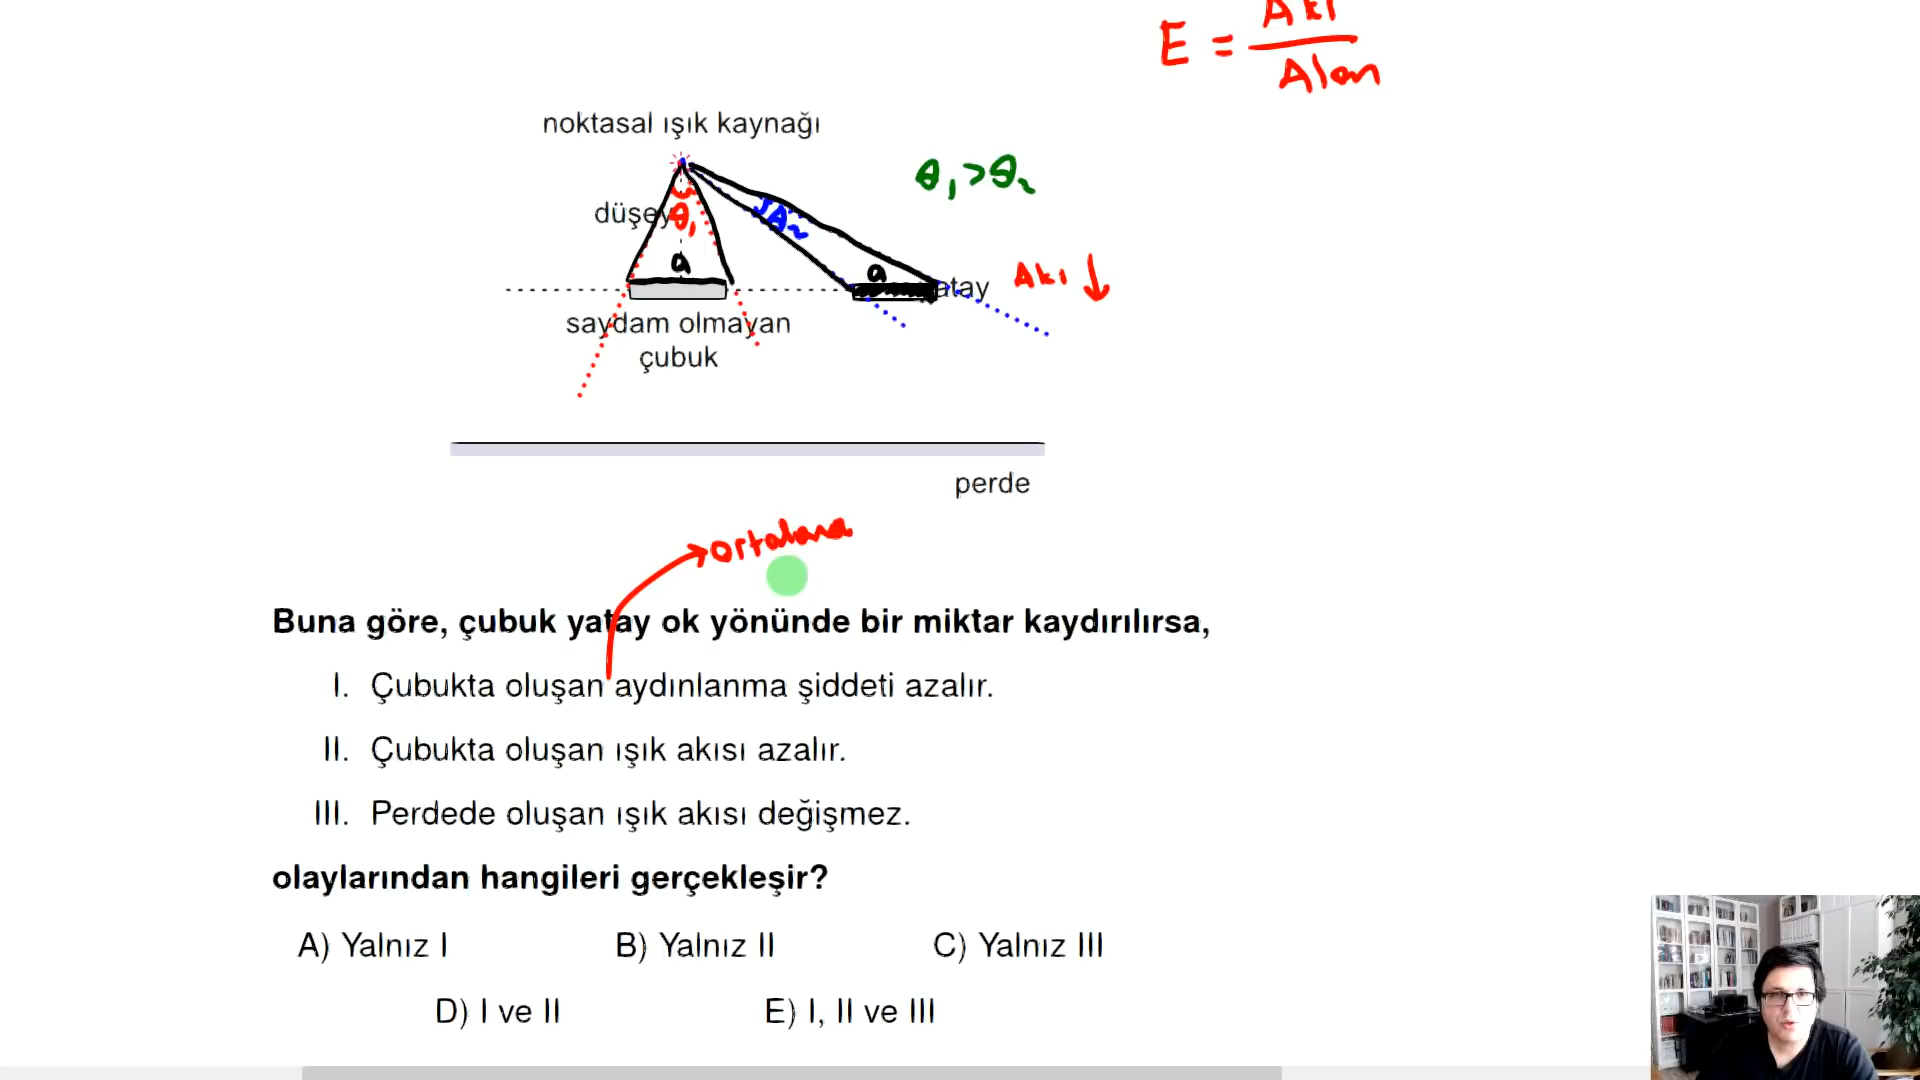 E = Akı / Alan
noktasal ışık kaynağı
θ₁ > θ₂
düşey θ₁ θ₂
a a yatay Akı ↓
saydam olmayan
çubuk
perde
ortalama
Buna göre, çubuk yatay ok yönünde bir miktar kaydırılırsa,
I. Çubukta oluşan aydınlanma şiddeti azalır.
II. Çubukta oluşan ışık akısı azalır.
III. Perdede oluşan ışık akısı değişmez.
olaylarından hangileri gerçekleşir?
A) Yalnız I B) Yalnız II C) Yalnız III
D) I ve II E) I, II ve III